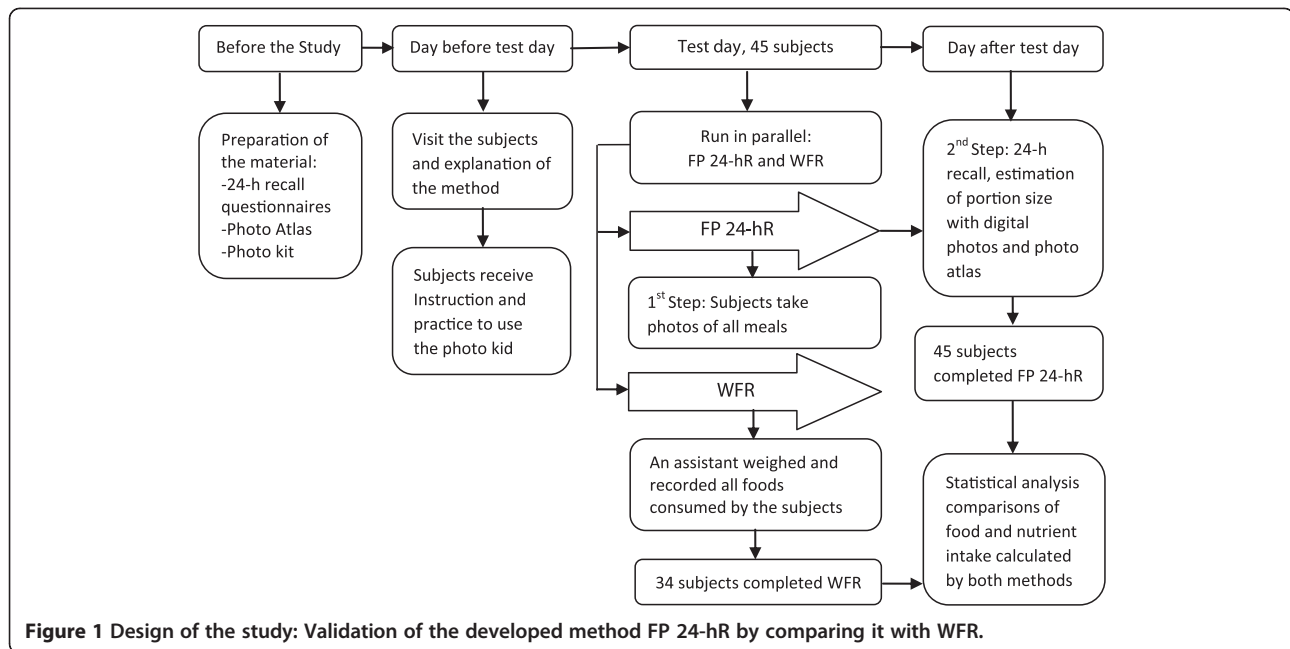 Before the Study
Day before test day
Test day, 45 subjects
Day after test day
Preparation of
the material:
-24-h recall
questionnaires
-Photo Atlas
-Photo kit
Visit the subjects
and explanation of
the method
Subjects receive
Instruction and
practice to use
the photo kid
Run in parallel:
FP 24-hR and WFR
FP 24-hR
1st Step: Subjects take
photos of all meals
WFR
An assistant weighed and
recorded all foods
consumed by the subjects
34 subjects completed WFR
2nd Step: 24-h
recall, estimation
of portion size
with digital
photos and photo
atlas
45 subjects
completed FP 24-hR
Statistical analysis
comparisons of
food and nutrient
intake calculated
by both methods
Figure 1 Design of the study: Validation of the developed method FP 24-hR by comparing it with WFR.